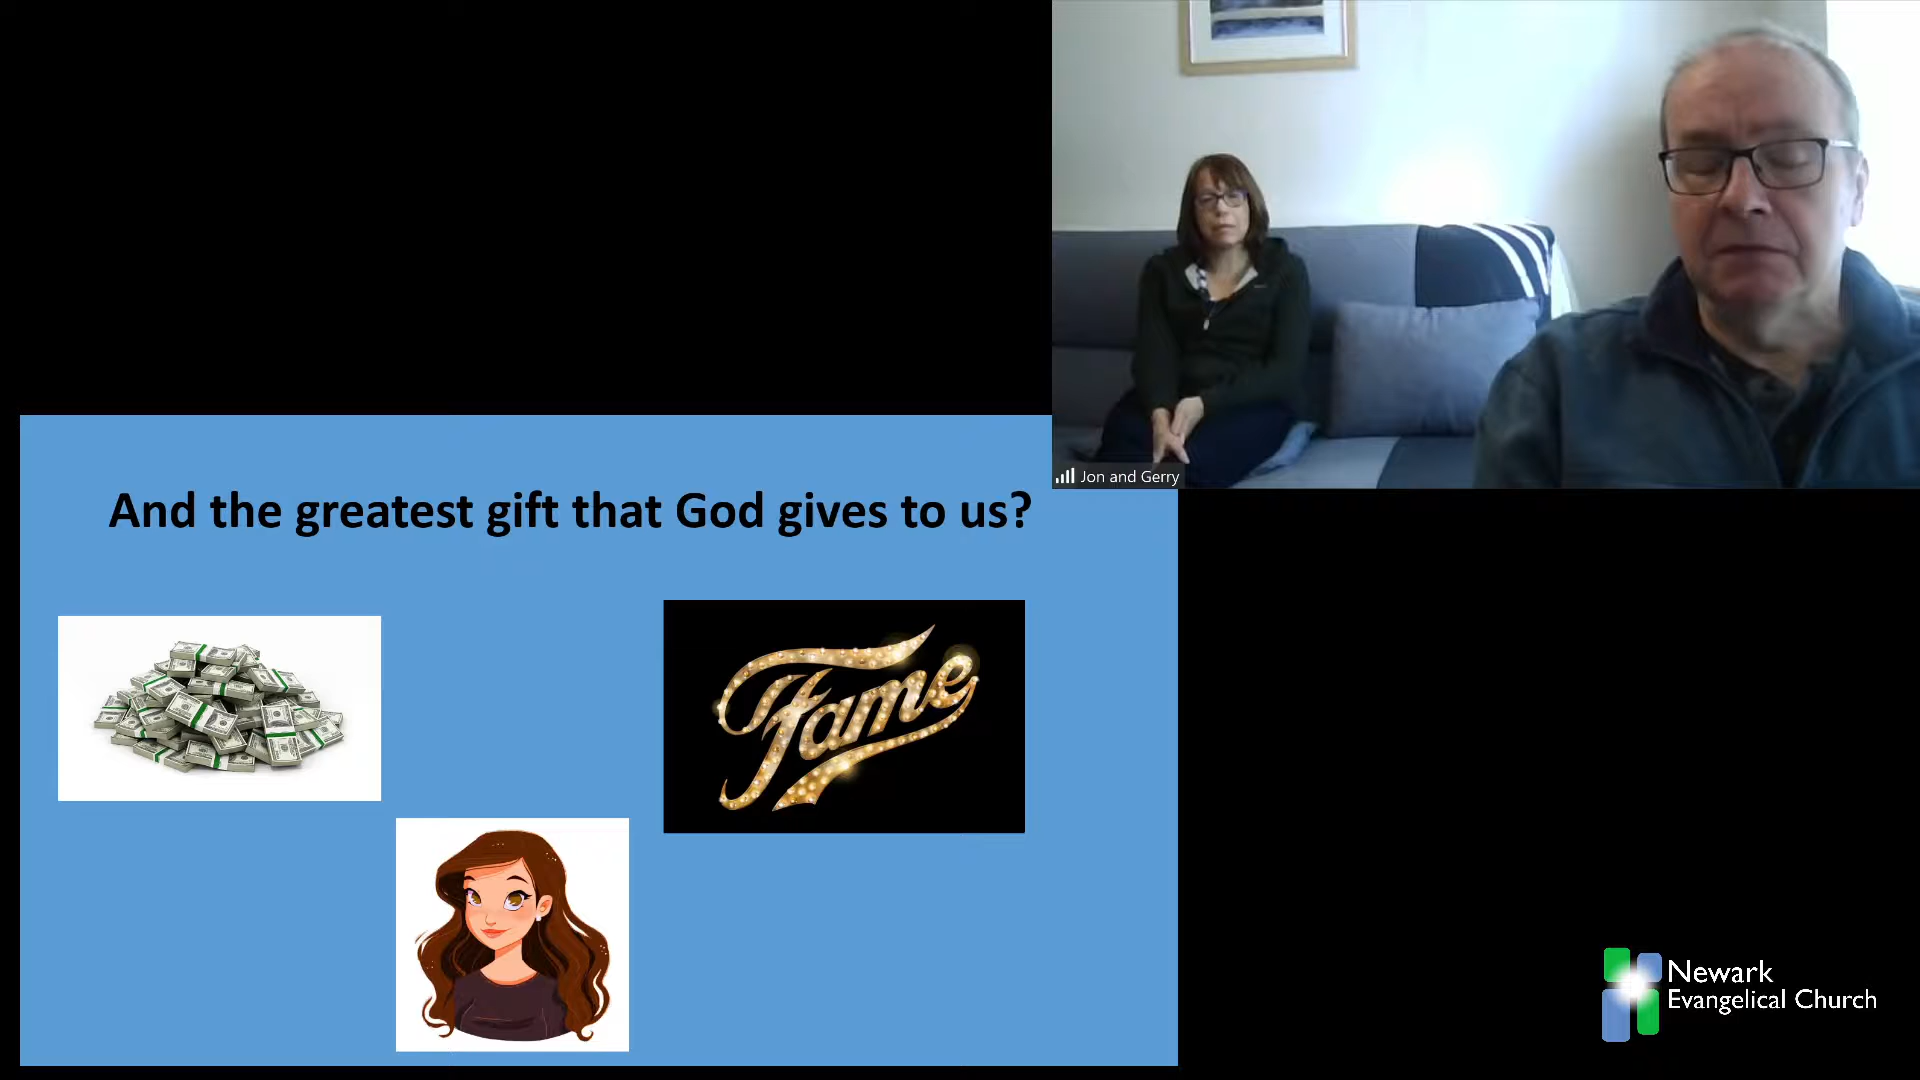 Jon and Gerry
And the greatest gift that God gives to us?
Fame
Newark
Evangelical Church